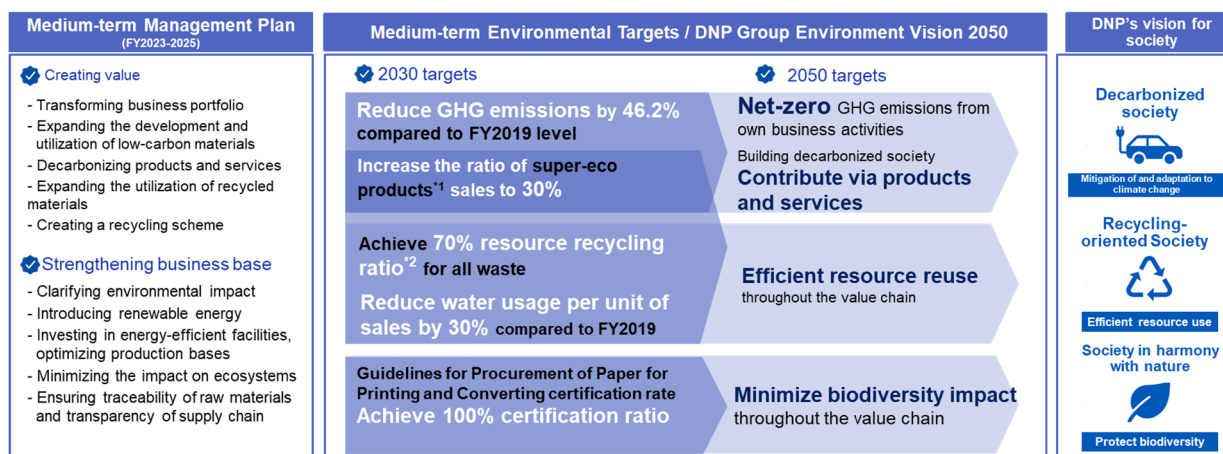 Medium-term Management Plan
(FY2023-2025)
Creating value
- Transforming business portfolio
- Expanding the development and
utilization of low-carbon materials
- Decarbonizing products and services
- Expanding the utilization of recycled
materials
- Creating a recycling scheme
Strengthening business base
- Clarifying environmental impact
- Introducing renewable energy
- Investing in energy-efficient facilities,
optimizing production bases
- Minimizing the impact on ecosystems
- Ensuring traceability of raw materials
and transparency of supply chain
Medium-term Environmental Targets / DNP Group Environment Vision 2050
2030 targets
Reduce GHG emissions by 46.2%
compared to FY2019 level
Increase the ratio of super-eco
products*1 sales to 30%
Achieve 70% resource recycling
ratio*2 for all waste
Reduce water usage per unit of
sales by 30% compared to FY2019
Guidelines for Procurement of Paper for
Printing and Converting certification rate
Achieve 100% certification ratio
2050 targets
Net-zero GHG emissions from
own business activities
Building decarbonized society
Contribute via products
and services
Efficient resource reuse
throughout the value chain
Minimize biodiversity impact
throughout the value chain
DNP's vision for
society
Decarbonized
society
Mitigation of and adaptation to
climate change
Recycling-
oriented Society
Efficient resource use
Society in harmony
with nature
Protect biodiversity